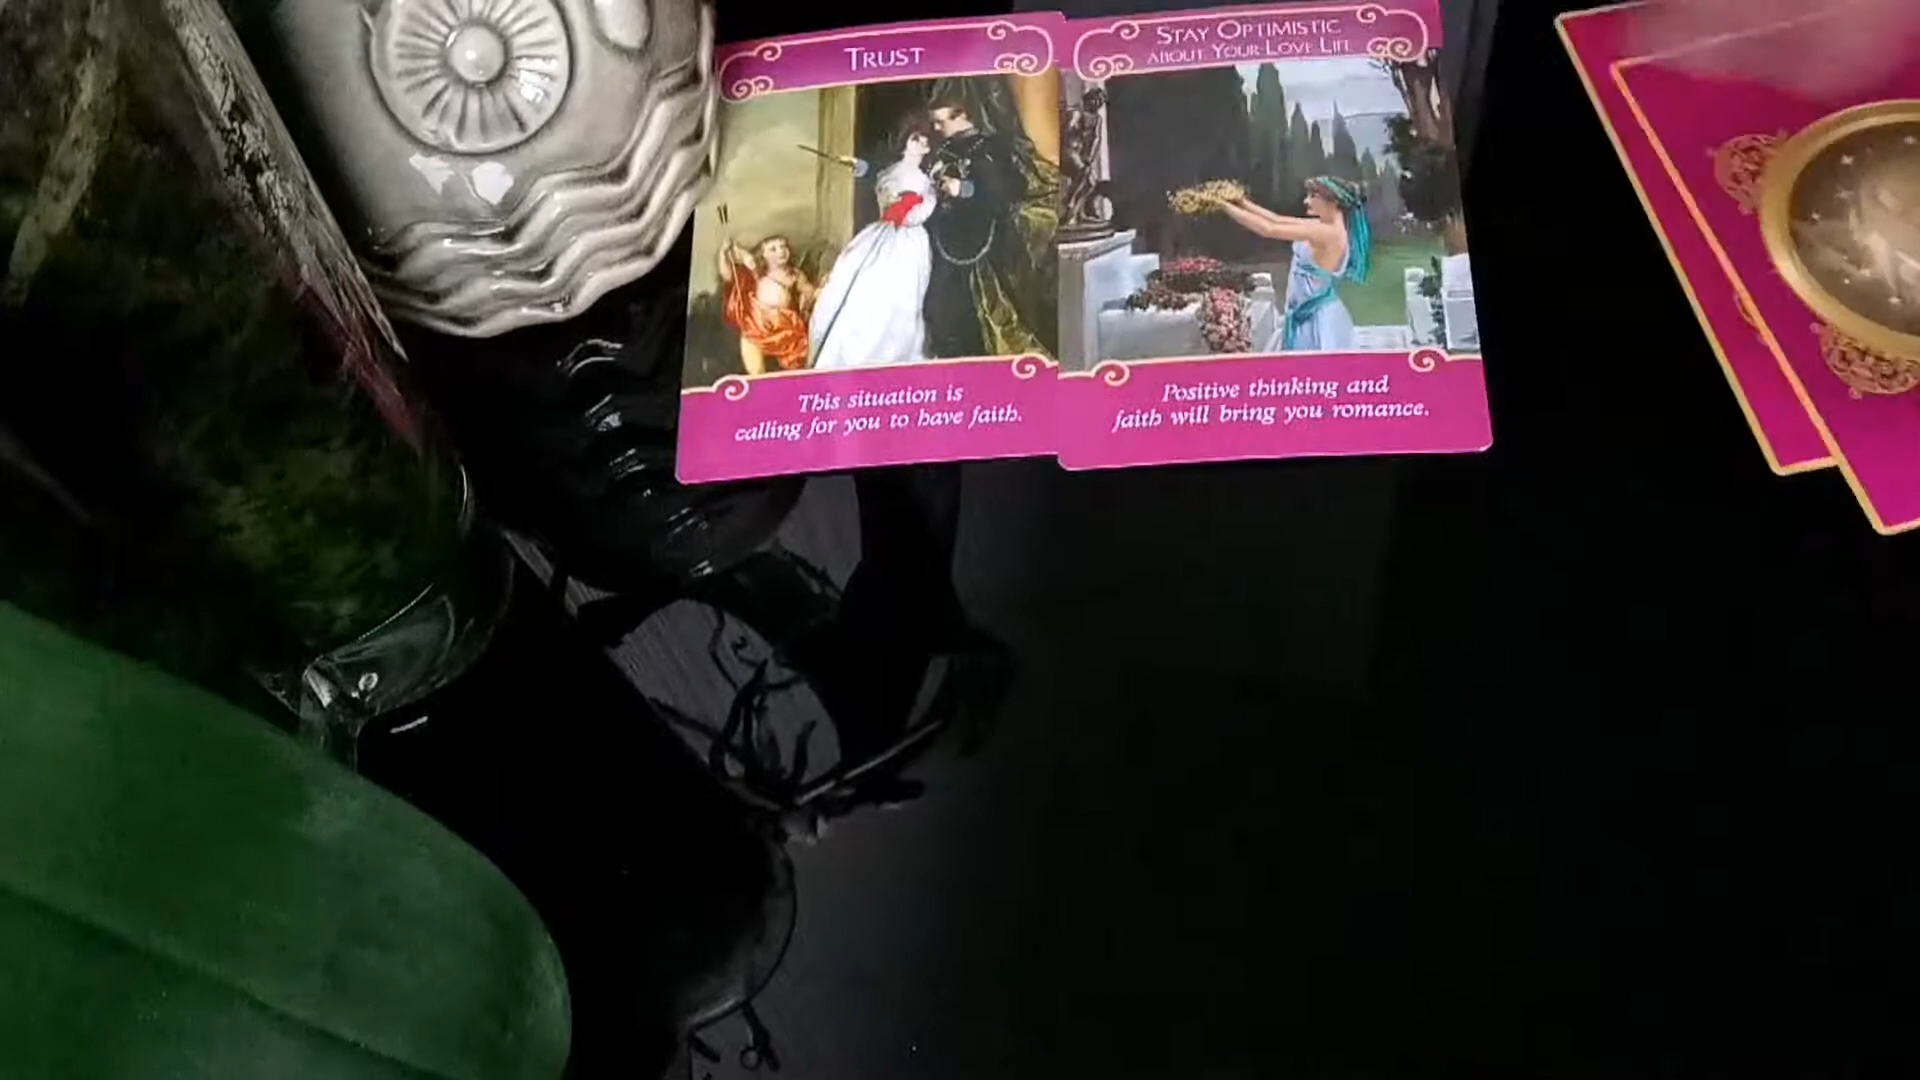 TRUST
This situation is
calling for you to have faith.
STAY OPTIMISTIC
ABOUT YOUR LOVE LIFE
Positive thinking and
faith will bring you romance.